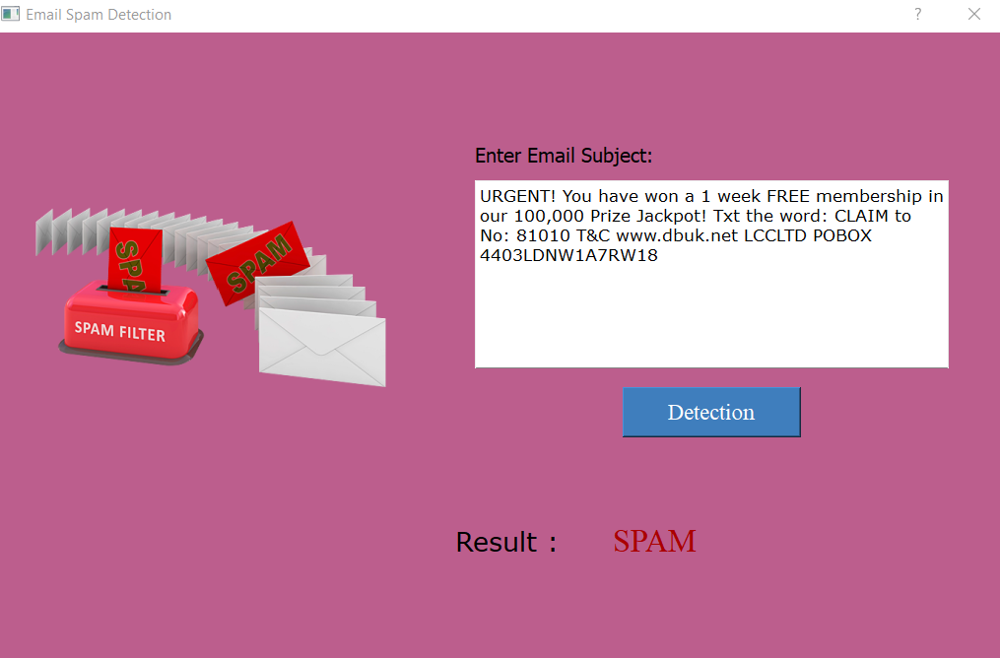 Email Spam Detection
?
Enter Email Subject:
URGENT! You have won a 1 week FREE membership in
our 100,000 Prize Jackpot! Txt the word: CLAIM to
No: 81010 T&C www.dbuk.net LCCLTD POBOX
4403LDNW1A7RW18
SPA
SPAM
SPAM FILTER
Detection
Result : SPAM